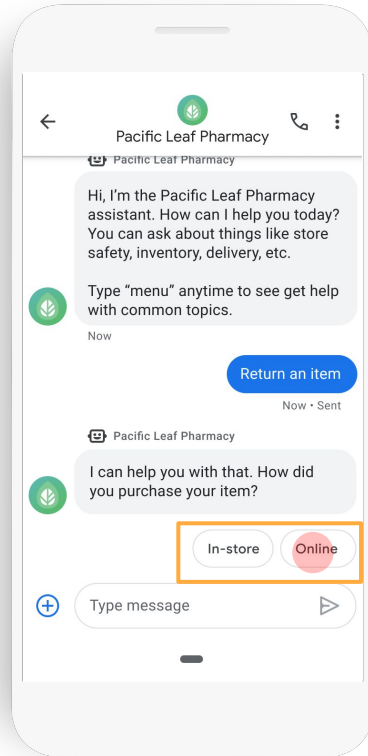 Pacific Leaf Pharmacy
Pacific Leaf Pharmacy
Hi, I'm the Pacific Leaf Pharmacy
assistant. How can I help you today?
You can ask about things like store
safety, inventory, delivery, etc.
Type “menu” anytime to see get help
with common topics.
Now
Return an item
Now • Sent
Pacific Leaf Pharmacy
I can help you with that. How did
you purchase your item?
In-store Online
Type message